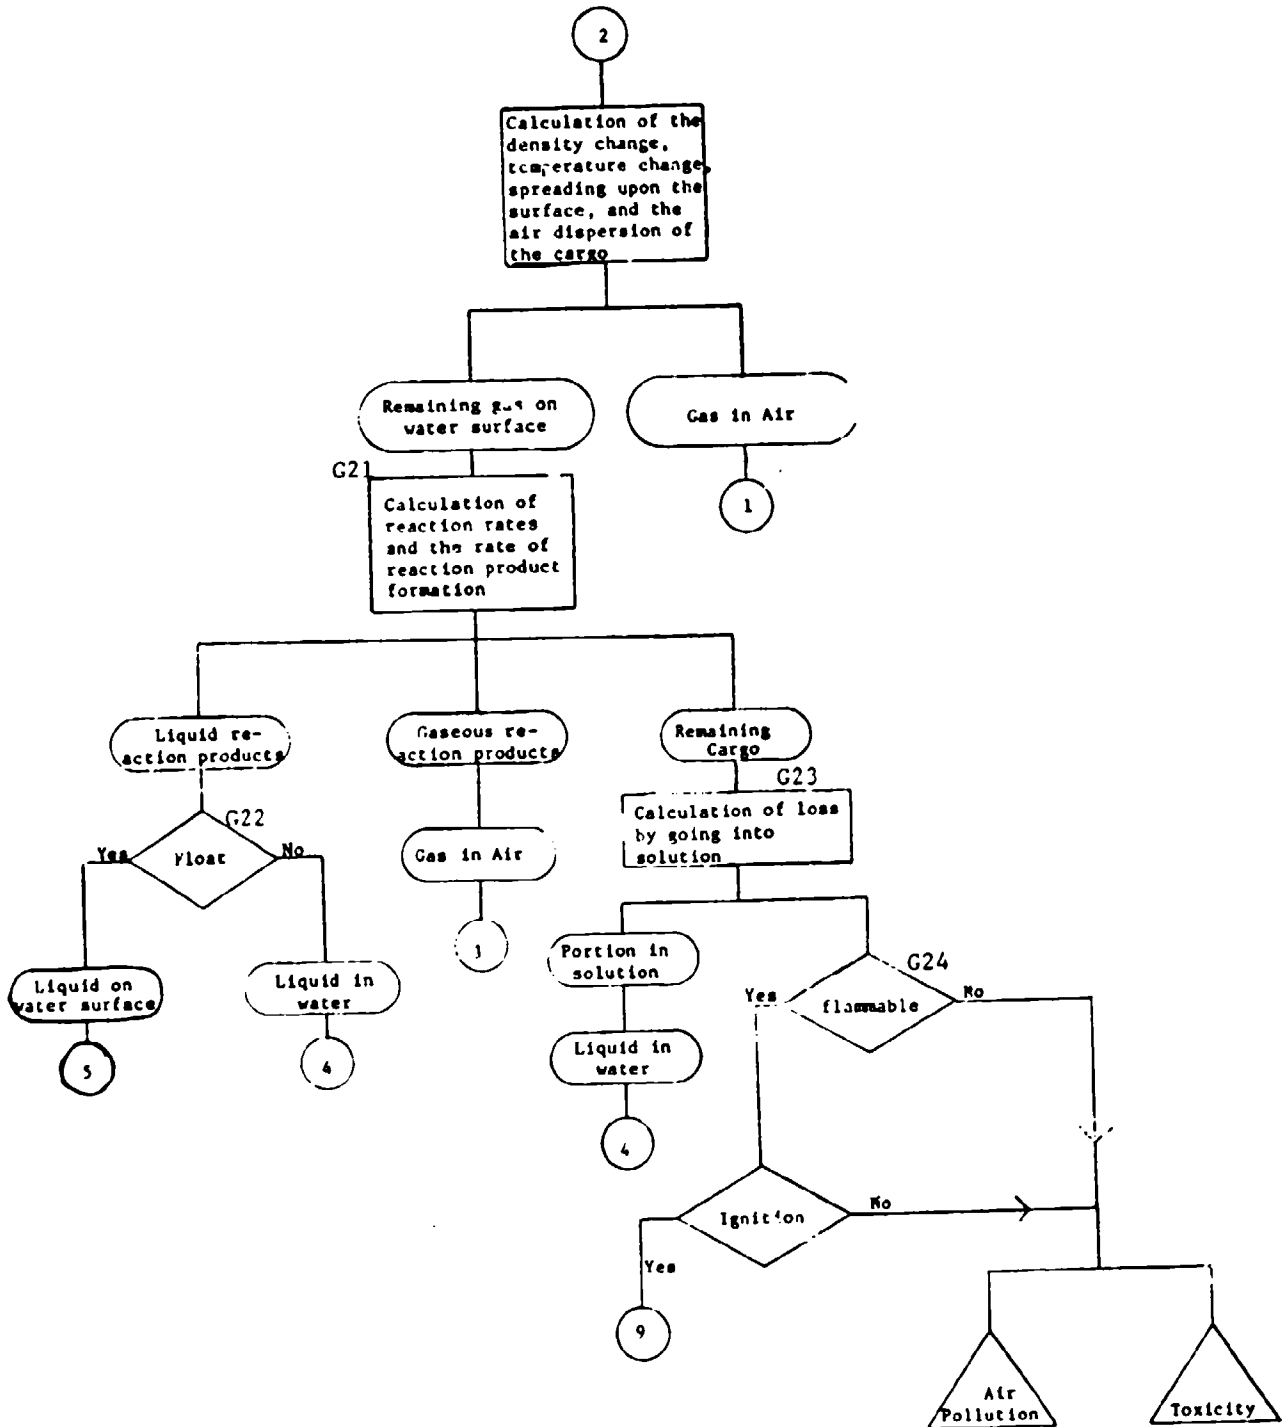 2
Calculation of the
density change,
temperature change,
spreading upon the
surface, and the
air dispersion of
the cargo
Remaining gas on
water surface
Gas in Air
G21
1
Calculation of
reaction rates
and the rate of
reaction product
formation
Liquid re-
action products
Gaseous re-
action products
Remaining
Cargo
G23
G22
Calculation of loss
by going into
solution
Yes
Float
No
Gas in Air
Portion in
solution
G24
Liquid on
water surface
Liquid in
water
Yes
flammable
No
Liquid in
water
5
4
4
Ignition
No
Yes
9
Air
Pollution
Toxicity